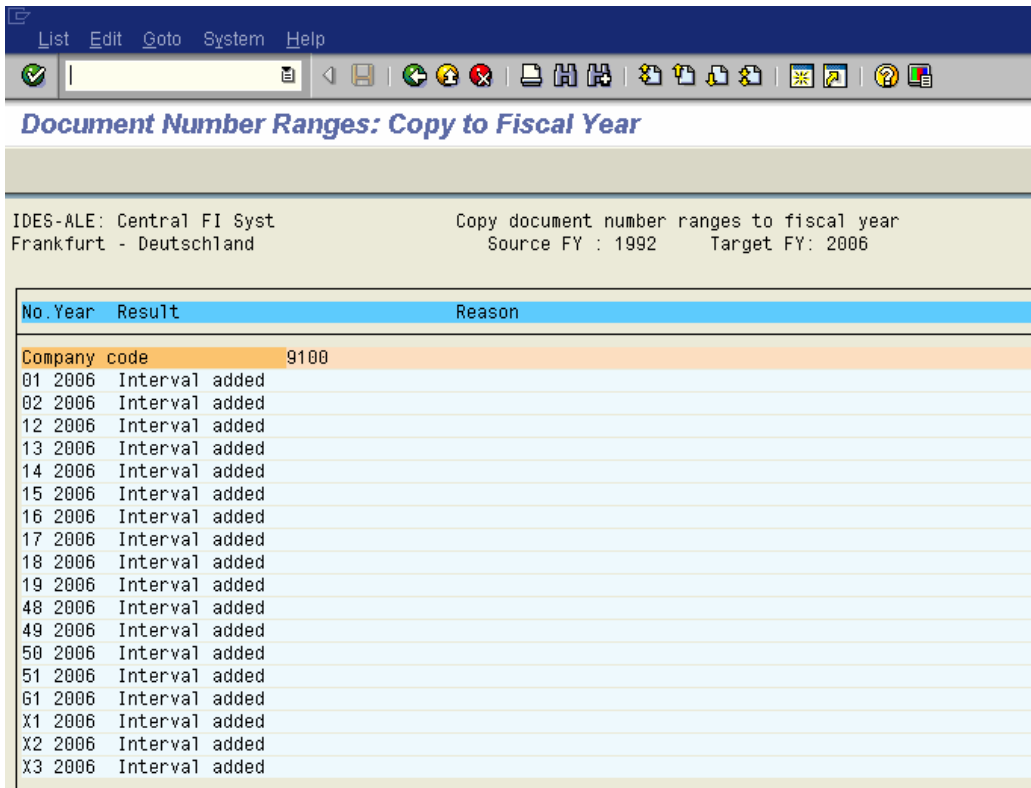 List Edit Goto System Help
Document Number Ranges: Copy to Fiscal Year
IDES-ALE: Central FI Syst Copy document number ranges to fiscal year
Frankfurt - Deutschland Source FY : 1992 Target FY: 2006
No.Year Result Reason
Company code 9100
01 2006 Interval added
02 2006 Interval added
12 2006 Interval added
13 2006 Interval added
14 2006 Interval added
15 2006 Interval added
16 2006 Interval added
17 2006 Interval added
18 2006 Interval added
19 2006 Interval added
48 2006 Interval added
49 2006 Interval added
50 2006 Interval added
51 2006 Interval added
G1 2006 Interval added
X1 2006 Interval added
X2 2006 Interval added
X3 2006 Interval added